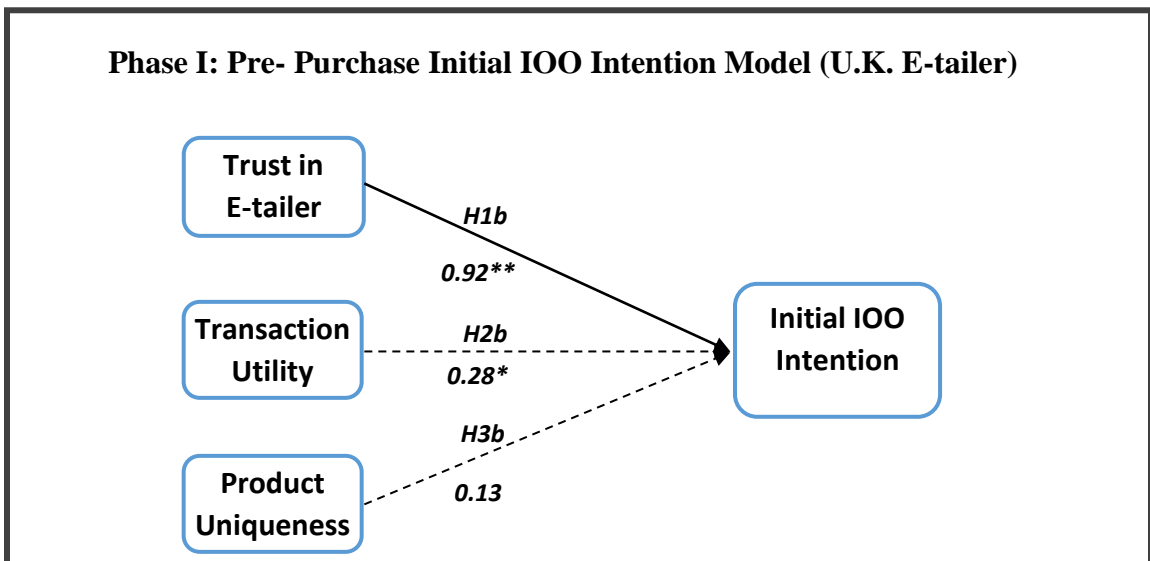 Phase I: Pre- Purchase Initial IOO Intention Model (U.K. E-tailer)
Trust in
E-tailer
H1b
0.92**
Transaction
Utility
H2b
0.28*
Initial IOO
Intention
H3b
0.13
Product
Uniqueness